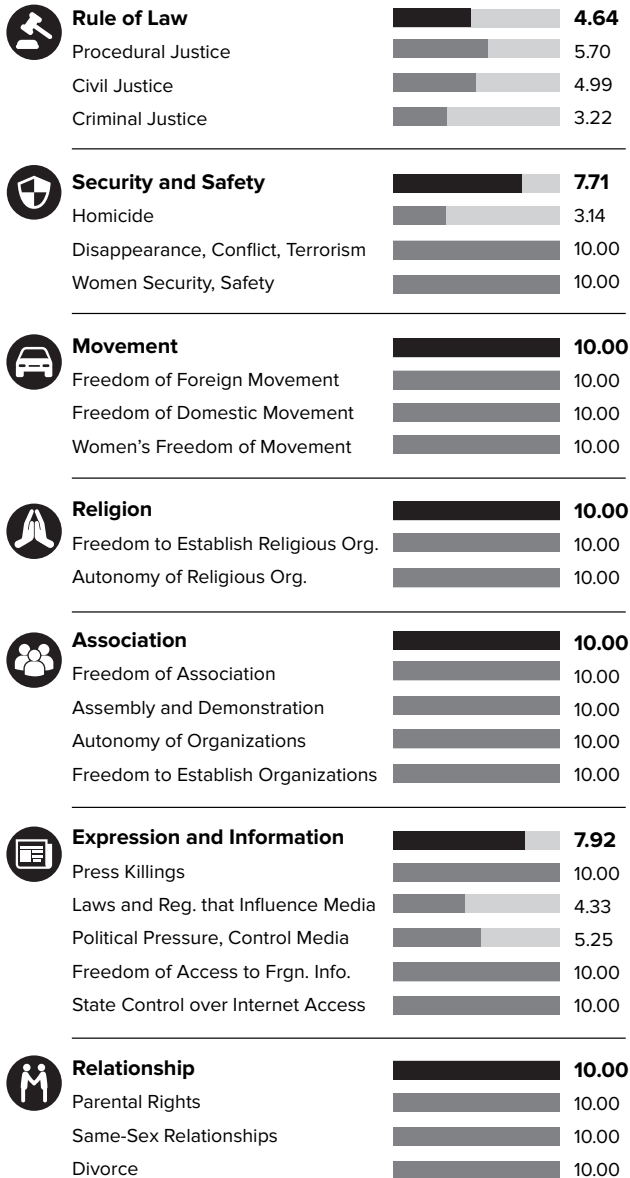 Rule of Law 4.64
Procedural Justice 5.70
Civil Justice 4.99
Criminal Justice 3.22
Security and Safety 7.71
Homicide 3.14
Disappearance, Conflict, Terrorism 10.00
Women Security, Safety 10.00
Movement 10.00
Freedom of Foreign Movement 10.00
Freedom of Domestic Movement 10.00
Women's Freedom of Movement 10.00
Religion 10.00
Freedom to Establish Religious Org. 10.00
Autonomy of Religious Org. 10.00
Association 10.00
Freedom of Association 10.00
Assembly and Demonstration 10.00
Autonomy of Organizations 10.00
Freedom to Establish Organizations 10.00
Expression and Information 7.92
Press Killings 10.00
Laws and Reg. that Influence Media 4.33
Political Pressure, Control Media 5.25
Freedom of Access to Frgn. Info. 10.00
State Control over Internet Access 10.00
Relationship 10.00
Parental Rights 10.00
Same-Sex Relationships 10.00
Divorce 10.00